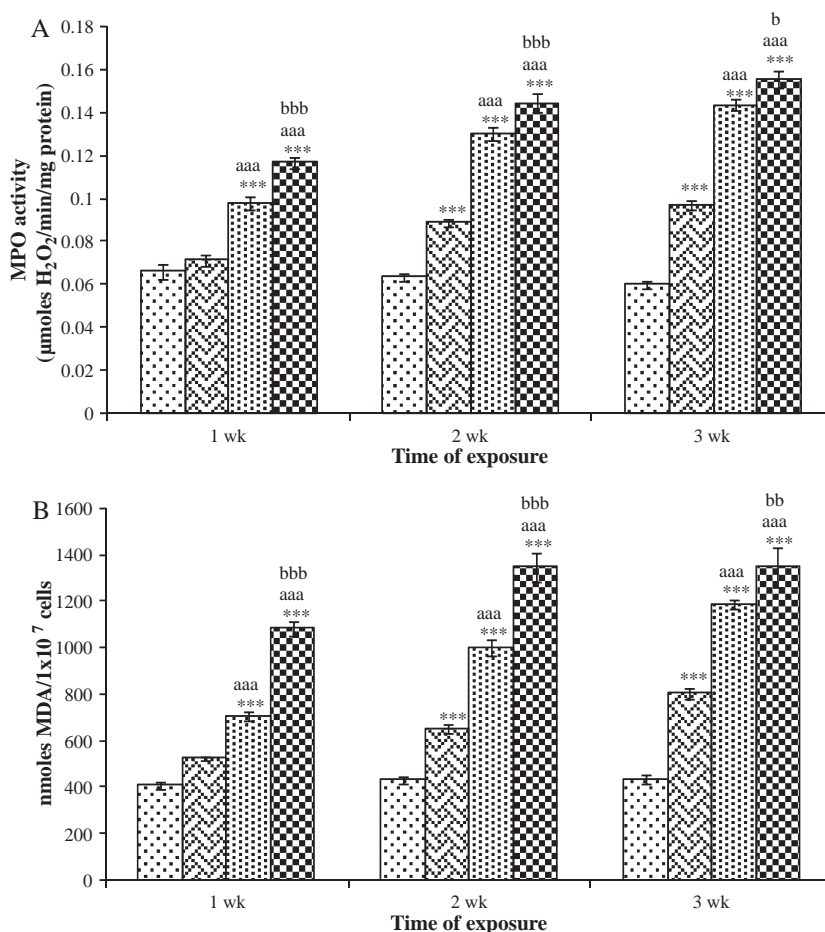 A
MPO activity
(μmoles H₂O₂/min/mg protein)
0.18
0.16
0.14
0.12
0.1
0.08
0.06
0.04
0.02
0
aaa
***
bbb
aaa
***
***
aaa
***
bbb
aaa
***
***
aaa
***
b
aaa
***
1 wk
2 wk
3 wk
Time of exposure
B
nmoles MDA/1x10 ⁷ cells
1600
1400
1200
1000
800
600
400
200
0
aaa
***
bbb
aaa
***
***
aaa
***
bbb
aaa
***
***
aaa
***
bb
aaa
***
1 wk
2 wk
3 wk
Time of exposure